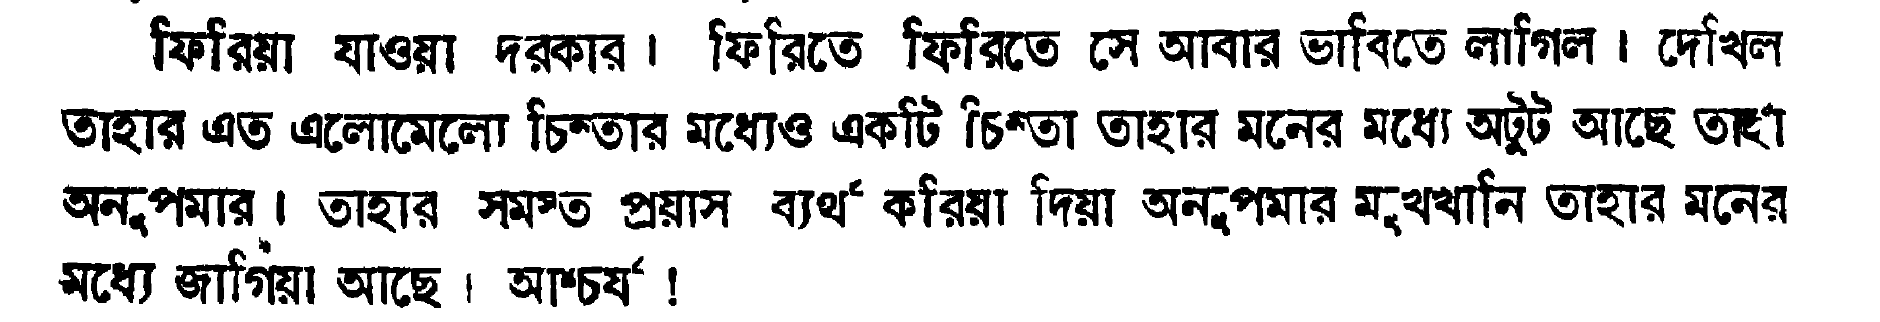 ফিরিয়া যাওয়া দরকার। ফিরিতে ফিরিতে সে আবার ভাবিতে লাগিল। দেখিল
তাহার এত এলোমেলো চিন্তার মধ্যেও একটি চিন্তা তাহার মনের মধ্যে অটুট আছে তাহা
অনুপমার। তাহার সমস্ত প্রয়াস ব্যর্থ করিয়া দিয়া অনুপমার মুখখানি তাহার মনের
মধ্যে জাগিয়া আছে। আশ্চর্য!